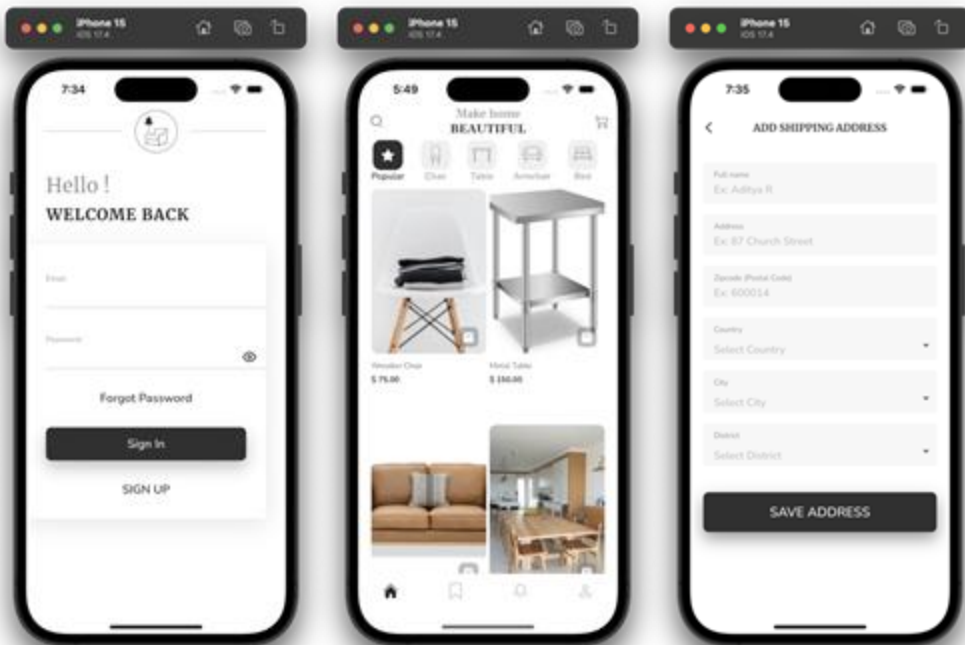 iPhone 15
iOS 17.4
7:34
Hello !
WELCOME BACK
Email
Password
Forgot Password
Sign In
SIGN UP
iPhone 15
iOS 17.4
5:49
Make home
BEAUTIFUL
Popular
Chair
Table
Armchair
Bed
Wooden Chair
Metal Table
$ 75.00
$ 150.00
iPhone 15
iOS 17.4
7:35
ADD SHIPPING ADDRESS
Full name
Ex: Aditya R
Address
Ex: 87 Church Street
Zipcode (Postal Code)
Ex: 600014
Country
Select Country
City
Select City
District
Select District
SAVE ADDRESS